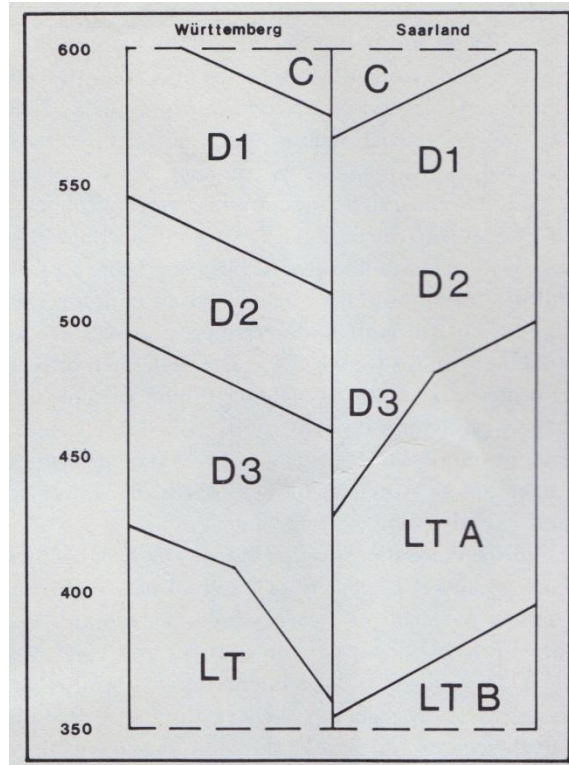 Württemberg Saarland
600
C C
D1 D1
550
D2 D2
500
D3
450
D3
LT A
400
LT
LT B
350